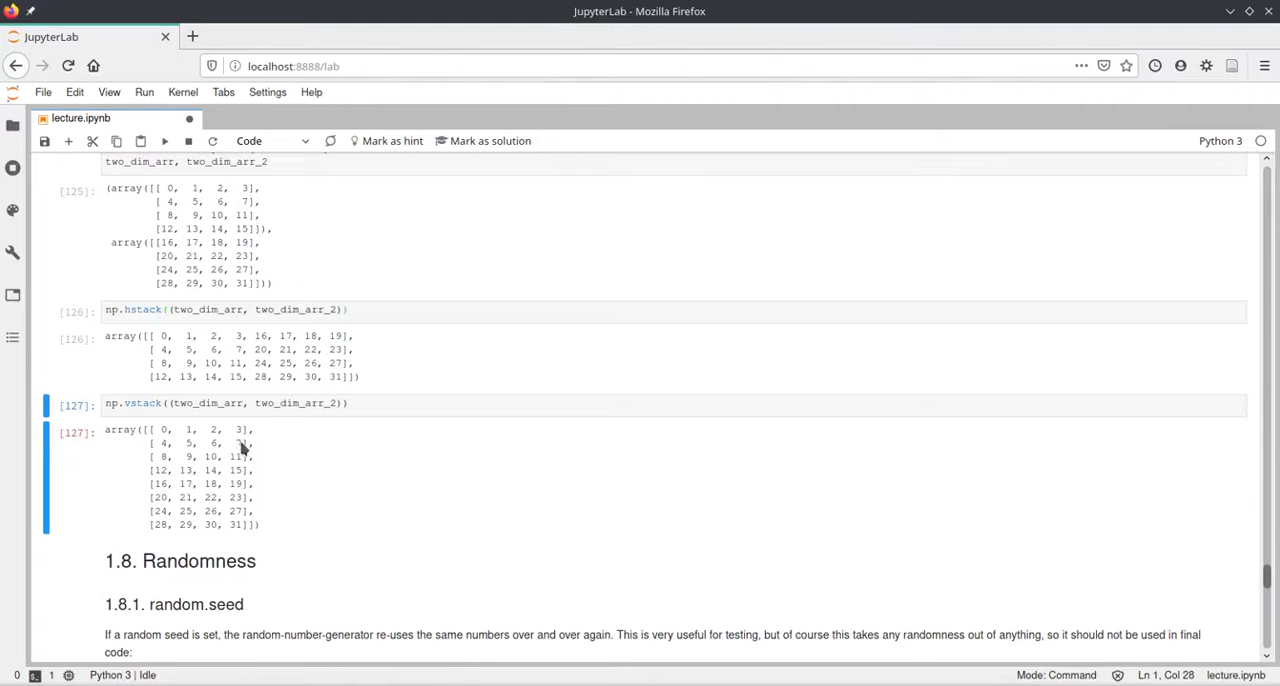 JupyterLab - Mozilla Firefox
JupyterLab
localhost:8888/lab
File Edit View Run Kernel Tabs Settings Help
lecture.ipynb
Code Mark as hint Mark as solution Python 3
two_dim_arr, two_dim_arr_2
[125]: (array([[ 0, 1, 2, 3],
[ 4, 5, 6, 7],
[ 8, 9, 10, 11],
[12, 13, 14, 15]]),
array([[16, 17, 18, 19],
[20, 21, 22, 23],
[24, 25, 26, 27],
[28, 29, 30, 31]]))
[126]: np.hstack((two_dim_arr, two_dim_arr_2))
[126]: array([[ 0, 1, 2, 3, 16, 17, 18, 19],
[ 4, 5, 6, 7, 20, 21, 22, 23],
[ 8, 9, 10, 11, 24, 25, 26, 27],
[12, 13, 14, 15, 28, 29, 30, 31]])
[127]: np.vstack((two_dim_arr, two_dim_arr_2))
[127]: array([[ 0, 1, 2, 3],
[ 4, 5, 6, 7],
[ 8, 9, 10, 11],
[12, 13, 14, 15],
[16, 17, 18, 19],
[20, 21, 22, 23],
[24, 25, 26, 27],
[28, 29, 30, 31]])
1.8. Randomness
1.8.1. random.seed
If a random seed is set, the random-number-generator re-uses the same numbers over and over again. This is very useful for testing, but of course this takes any randomness out of anything, so it should not be used in final
code:
0 1 Python 3 | Idle Mode: Command Ln 1, Col 28 lecture.ipynb